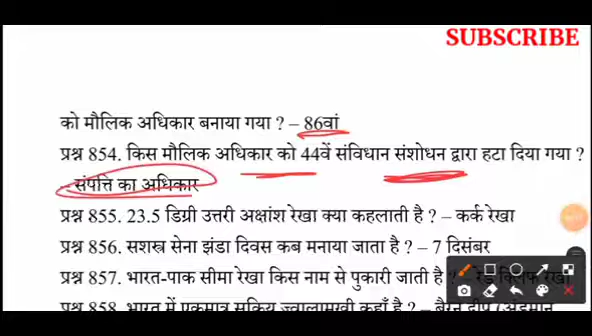 SUBSCRIBE
को मौलिक अधिकार बनाया गया ? – 86वां
प्रश्न 854. किस मौलिक अधिकार को 44वें संविधान संशोधन द्वारा हटा दिया गया ?
– संपत्ति का अधिकार
प्रश्न 855. 23.5 डिग्री उत्तरी अक्षांश रेखा क्या कहलाती है ? – कर्क रेखा
प्रश्न 856. सशस्त्र सेना झंडा दिवस कब मनाया जाता है ? – 7 दिसंबर
प्रश्न 857. भारत-पाक सीमा रेखा किस नाम से पुकारी जाती है ? – रेड क्लिफ रेखा
प्रश्न 858. भारत में एकमात्र सक्रिय ज्वालामुखी कहाँ है ? – बैरन द्वीप (अंडमान